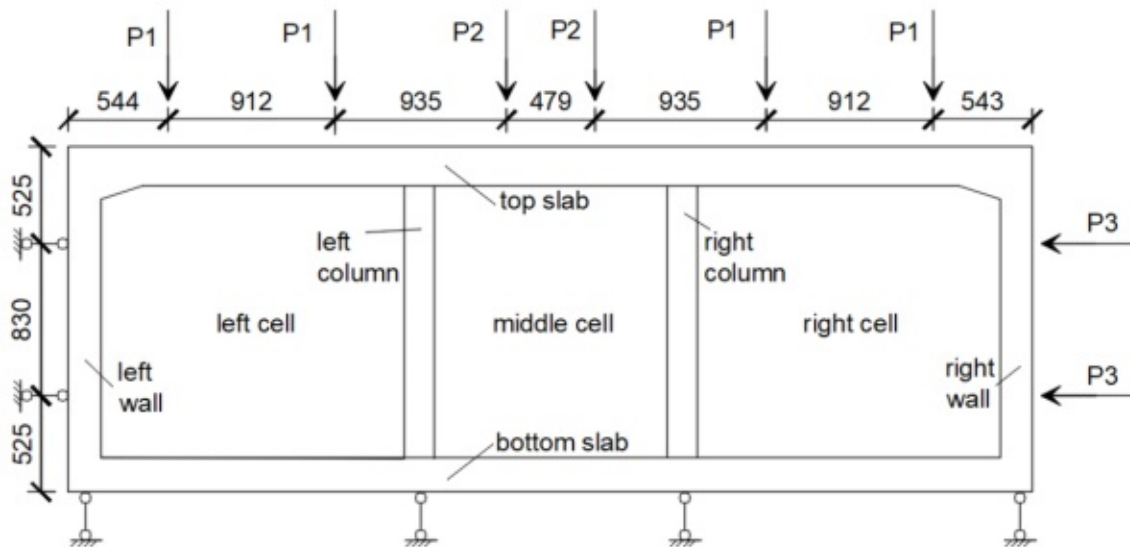 P1
P1
P2
P2
P1
P1
544
912
935
479
935
912
543
525
830
525
top slab
left
column
right
column
P3
left cell
middle cell
right cell
left
wall
right
wall
P3
bottom slab